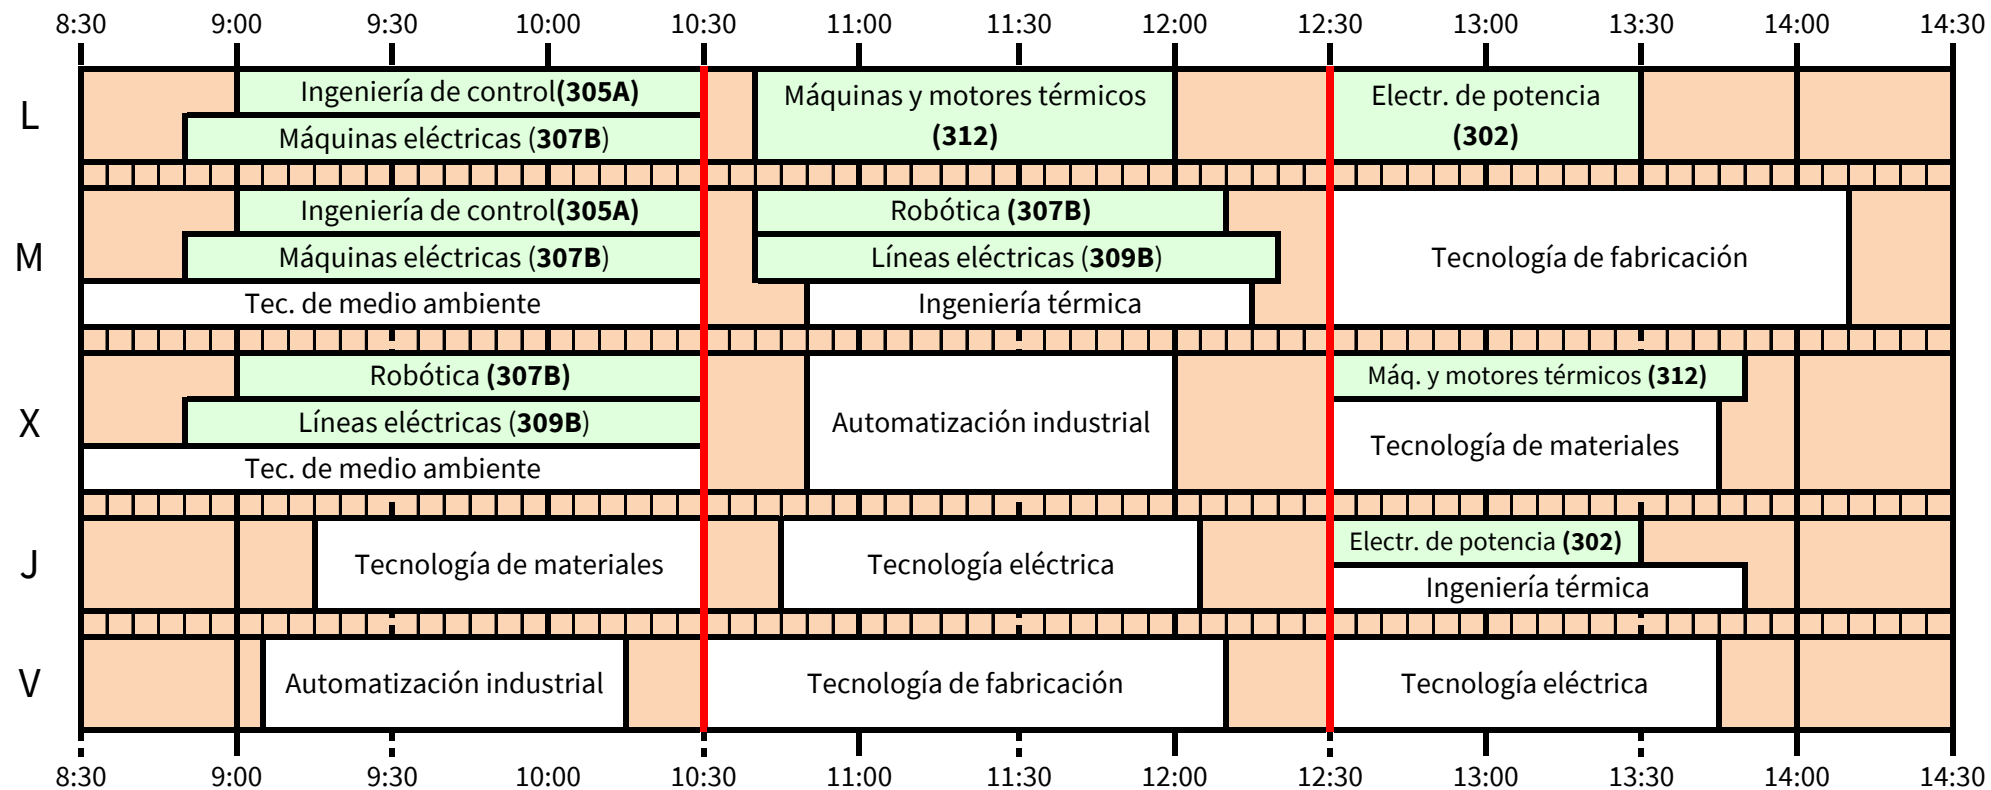 8:30 9:00 9:30 10:00 10:30 11:00 11:30 12:00 12:30 13:00 13:30 14:00 14:30
L
Ingeniería de control(305A)
Máquinas eléctricas (307B)
Máquinas y motores térmicos
(312)
Electr. de potencia
(302)
M
Ingeniería de control(305A)
Máquinas eléctricas (307B)
Tec. de medio ambiente
Robótica (307B)
Líneas eléctricas (309B)
Ingeniería térmica
Tecnología de fabricación
X
Robótica (307B)
Líneas eléctricas (309B)
Tec. de medio ambiente
Automatización industrial
Máq. y motores térmicos (312)
Tecnología de materiales
J
Tecnología de materiales
Tecnología eléctrica
Electr. de potencia (302)
Ingeniería térmica
V
Automatización industrial
Tecnología de fabricación
Tecnología eléctrica
8:30 9:00 9:30 10:00 10:30 11:00 11:30 12:00 12:30 13:00 13:30 14:00 14:30